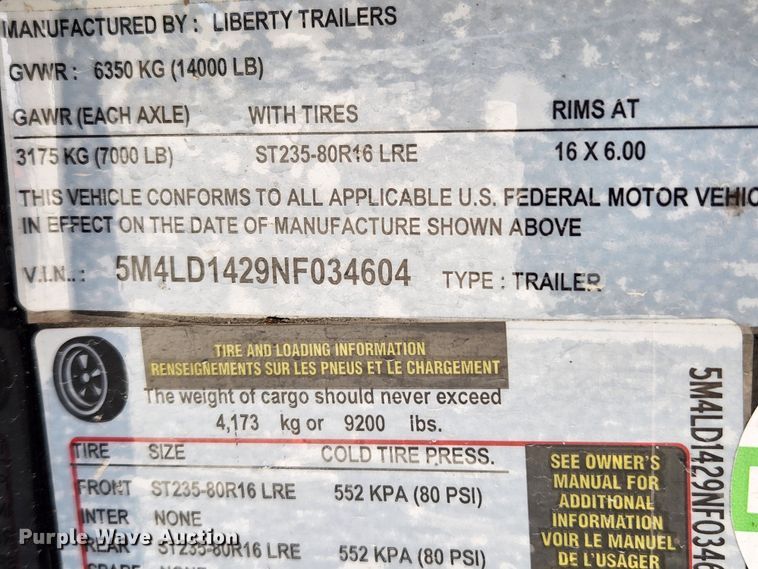 MANUFACTURED BY : LIBERTY TRAILERS
GVWR : 6350 KG (14000 LB)
GAWR (EACH AXLE) WITH TIRES RIMS AT
3175 KG (7000 LB) ST235-80R16 LRE 16 X 6.00
THIS VEHICLE CONFORMS TO ALL APPLICABLE U.S. FEDERAL MOTOR VEHIC
IN EFFECT ON THE DATE OF MANUFACTURE SHOWN ABOVE
V.I.N.: 5M4LD1429NF034604 TYPE : TRAILER
TIRE AND LOADING INFORMATION
RENSEIGNEMENTS SUR LES PNEUS ET LE CHARGEMENT
The weight of cargo should never exceed
4,173 kg or 9200 lbs.
TIRE SIZE COLD TIRE PRESS.
FRONT ST235-80R16 LRE 552 KPA (80 PSI)
INTER NONE
REAR ST235-80R16 LRE 552 KPA (80 PSI)
SPARE NONE
SEE OWNER'S
MANUAL FOR
ADDITIONAL
INFORMATION
VOIR LE MANUEL
DE L'USAGER
5M4LD1429NF0346
Purple Wave Auction